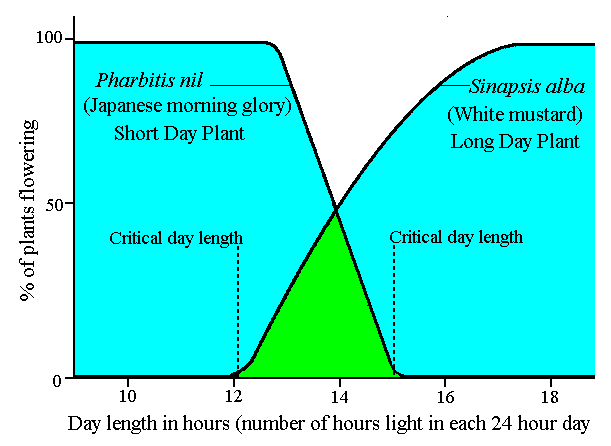 100
Pharbitis nil
(Japanese morning glory)
Short Day Plant
Sinapsis alba
(White mustard)
Long Day Plant
% of plants flowering
50
Critical day length
Critical day length
0
10
12
14
15
16
18
Day length in hours (number of hours light in each 24 hour day